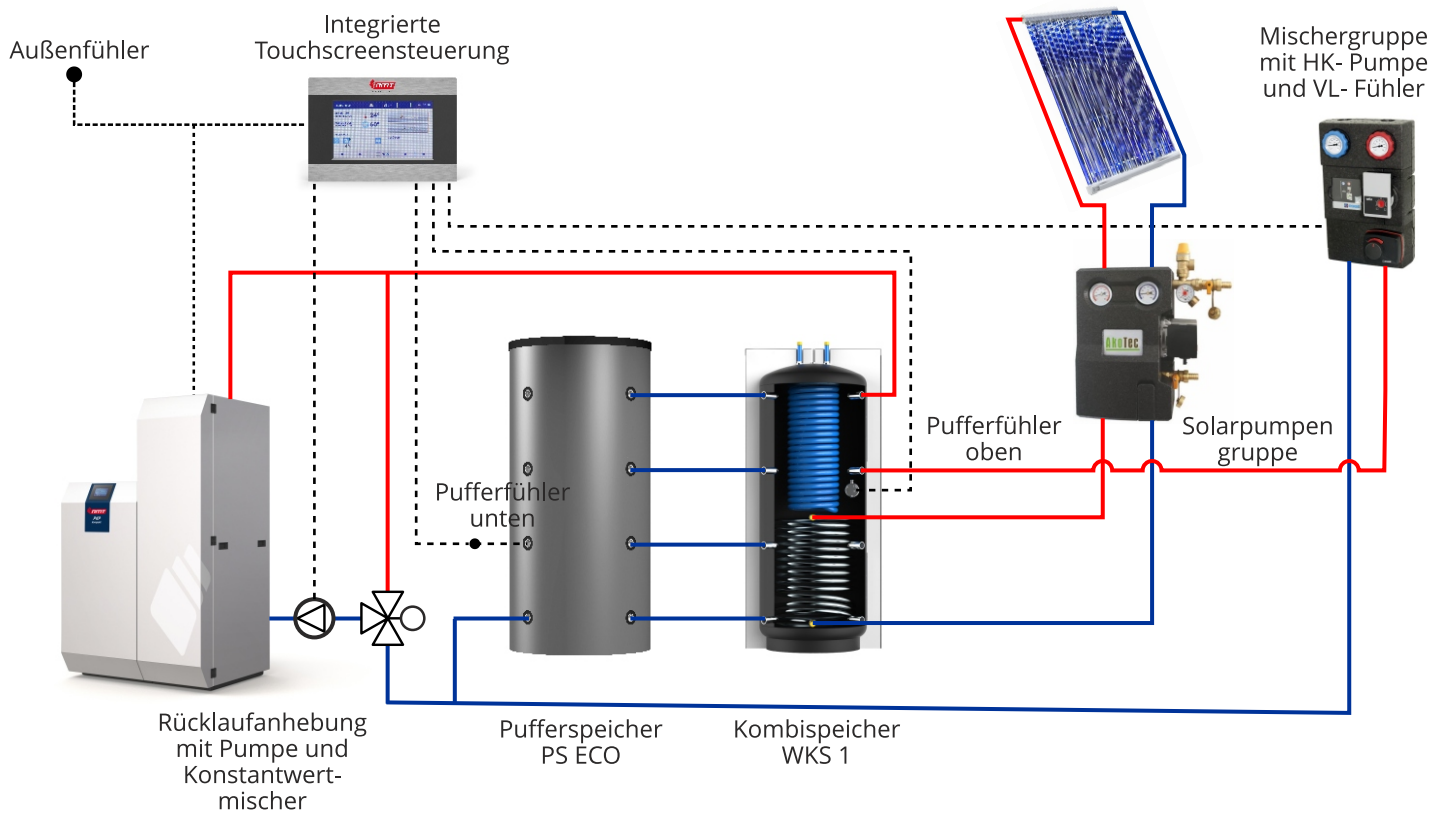 Außenfühler
Integrierte
Touchscreensteuerung
Mischergruppe
mit HK- Pumpe
und VL- Fühler
AkoTec
Pufferfühler
oben
Solarpumpen
gruppe
Pufferfühler
unten
Rücklaufanhebung
mit Pumpe und
Konstantwert-
mischer
Pufferspeicher
PS ECO
Kombispeicher
WKS 1